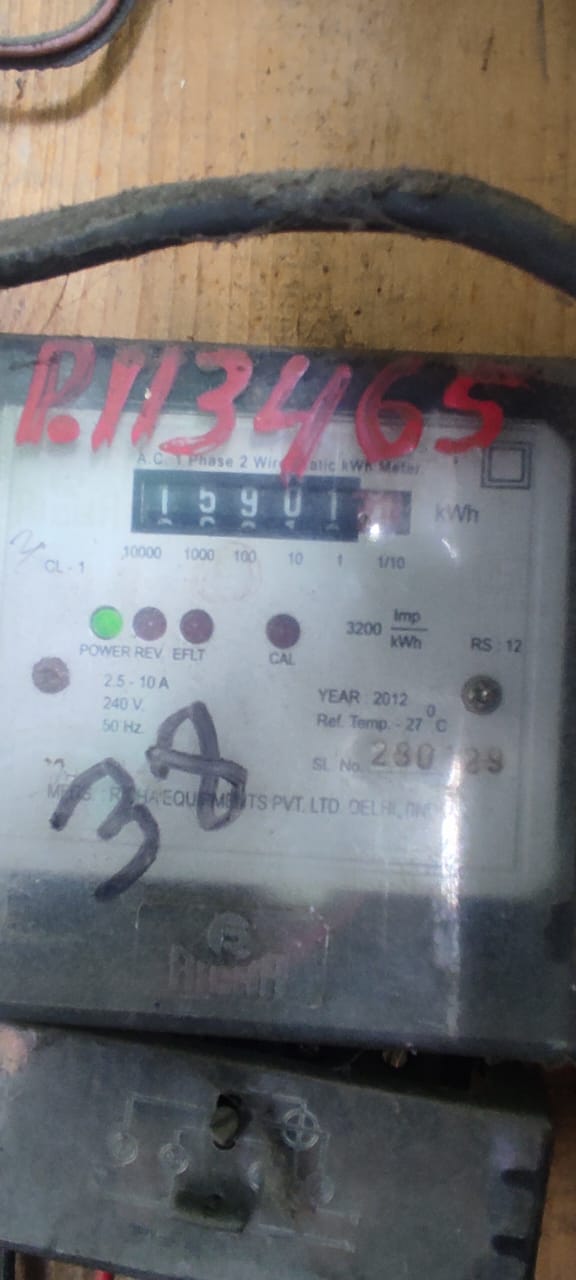 P.113465
A.C. 1 Phase 2 Wire Static kWh Meter.
15901 kWh
10000 1000 100 10 1 1/10
CL - 1
3200 Imp/kWh
POWER REV EFLT CAL
RS : 12
2.5 - 10 A
240 V.
50 Hz.
YEAR : 2012
Ref. Temp. - 27 °C
SL No.
38
EQUIPMENTS PVT. LTD. DELHI,